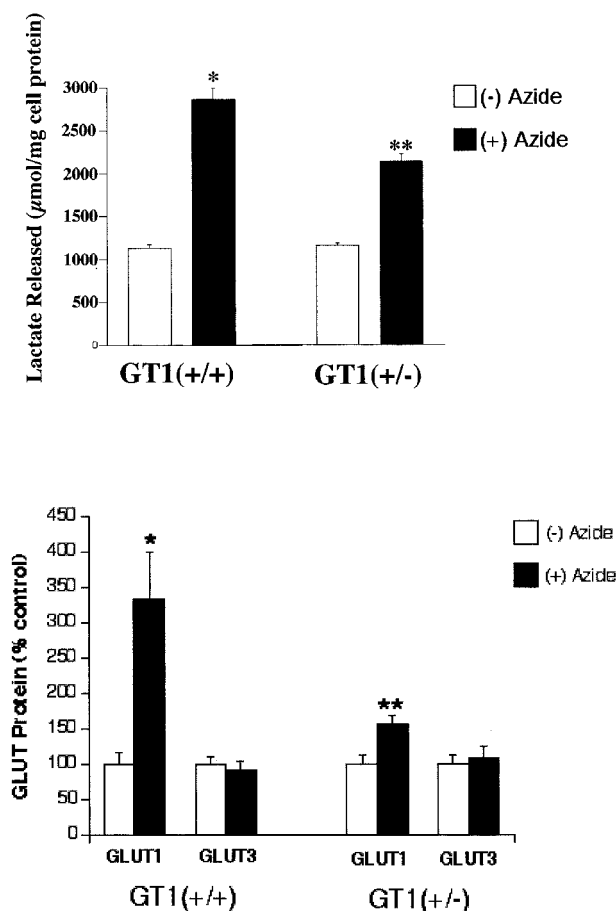 Lactate Released (µmol/mg cell protein)
3000
2500
2000
1500
1000
500
0
*
**
(-) Azide
(+) Azide
GT1(+/+)
GT1(+/-)
GLUT Protein (% control)
450
400
350
300
250
200
150
100
50
0
*
**
(-) Azide
(+) Azide
GLUT1
GLUT3
GLUT1
GLUT3
GT1(+/+)
GT1(+/-)